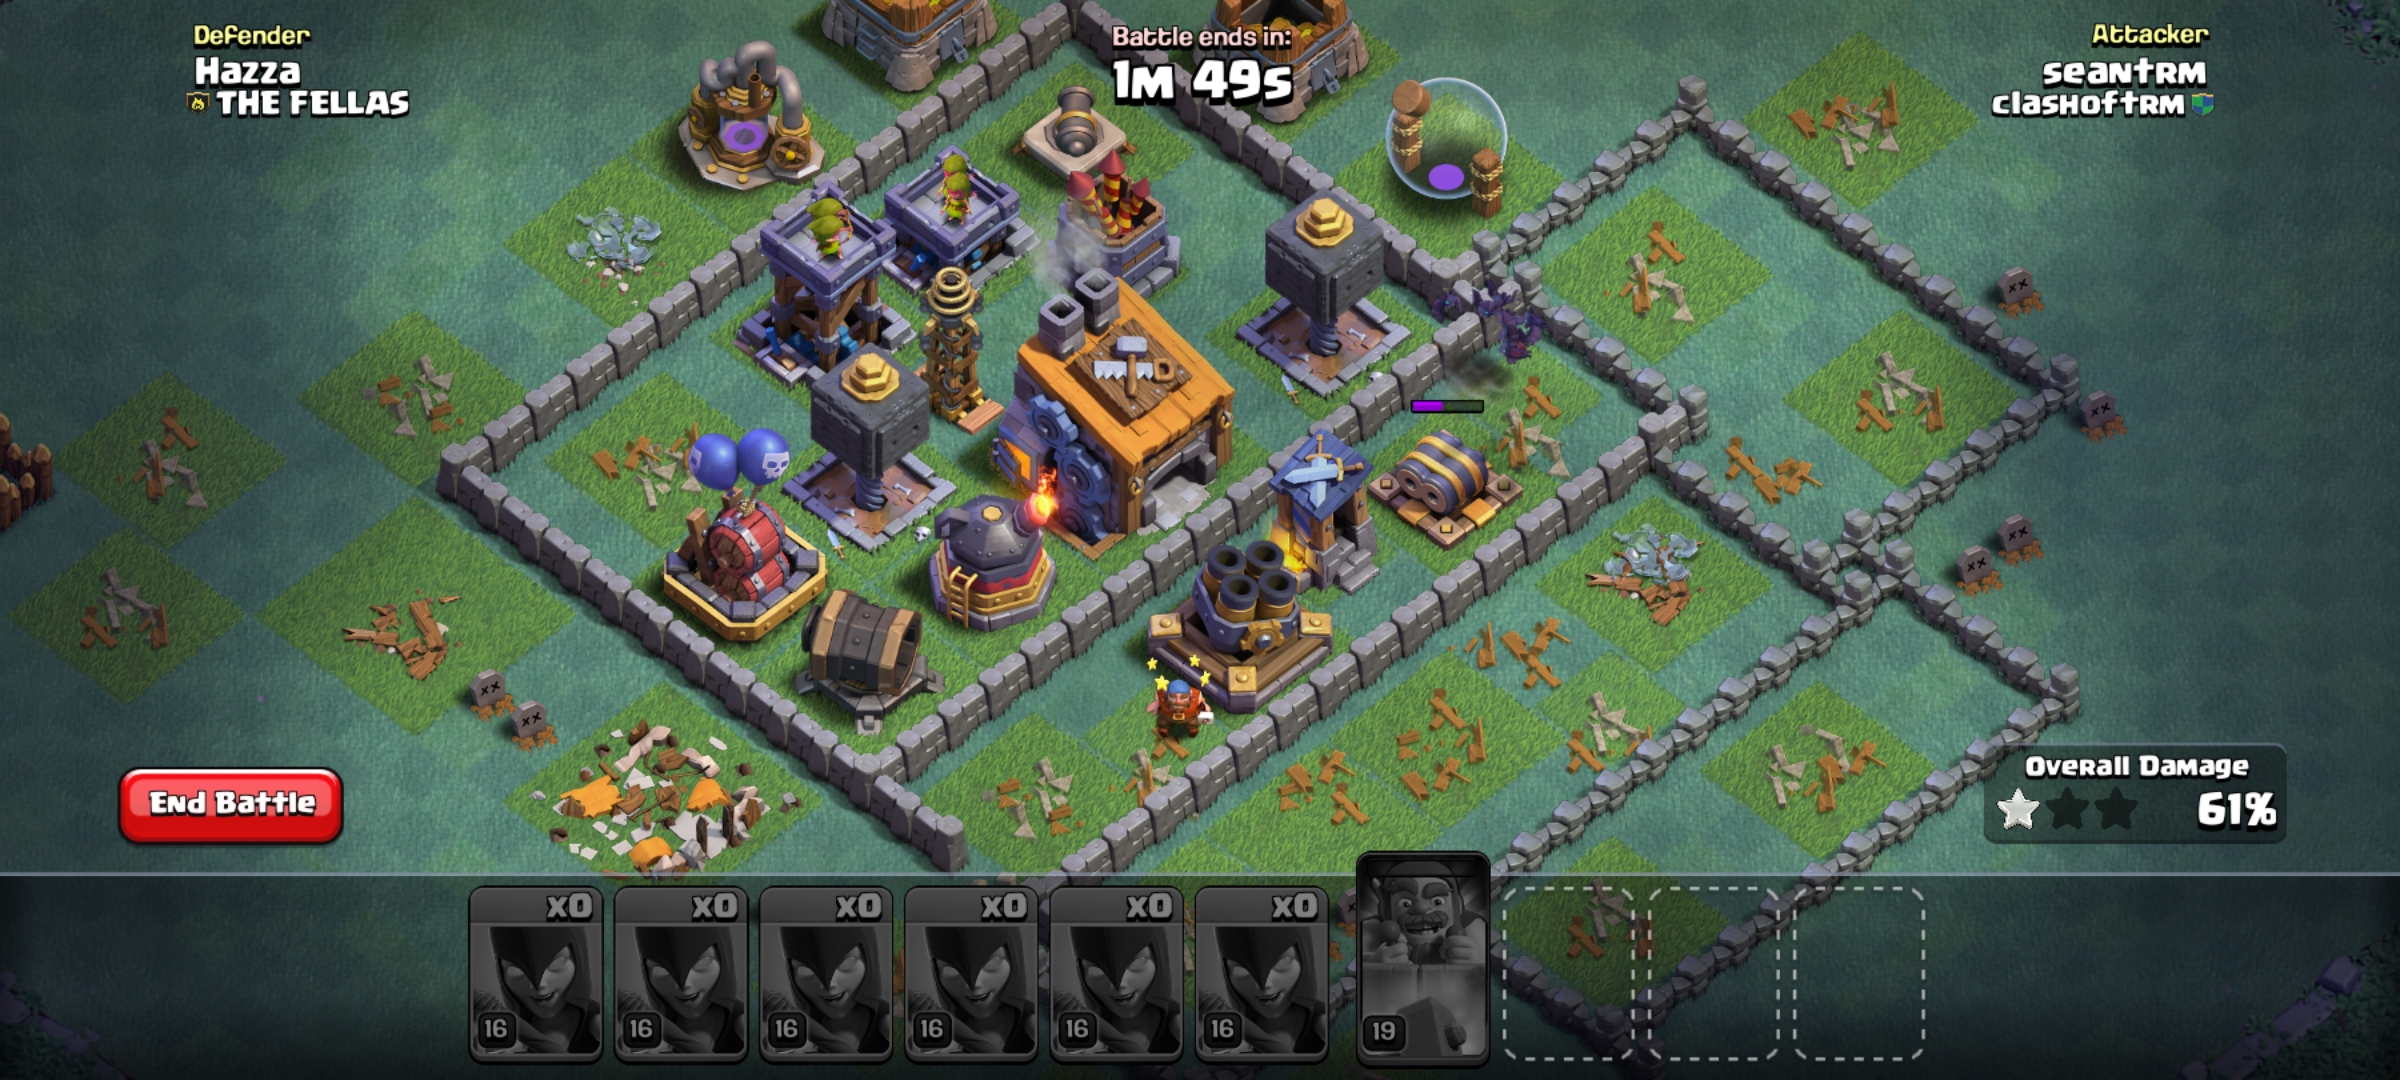 Defender
Hazza
THE FELLAS
Battle ends in:
1M 49s
Attacker
seantRM
clashoftRM
End Battle
Overall Damage
61%
x0
x0
x0
x0
x0
x0
16
16
16
16
16
16
19